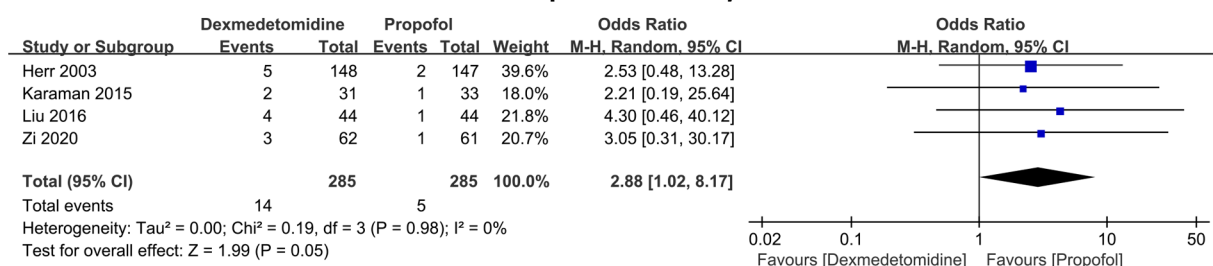 Dexmedetomidine Propofol Odds Ratio Odds Ratio
Study or Subgroup Events Total Events Total Weight M-H, Random, 95% CI M-H, Random, 95% CI
Herr 2003 5 148 2 147 39.6% 2.53 [0.48, 13.28]
Karaman 2015 2 31 1 33 18.0% 2.21 [0.19, 25.64]
Liu 2016 4 44 1 44 21.8% 4.30 [0.46, 40.12]
Zi 2020 3 62 1 61 20.7% 3.05 [0.31, 30.17]
Total (95% CI) 285 285 100.0% 2.88 [1.02, 8.17]
Total events 14 5
Heterogeneity: Tau² = 0.00; Chi² = 0.19, df = 3 (P = 0.98); I² = 0%
Test for overall effect: Z = 1.99 (P = 0.05)
0.02 0.1 1 10 50
Favours [Dexmedetomidine] Favours [Propofol]